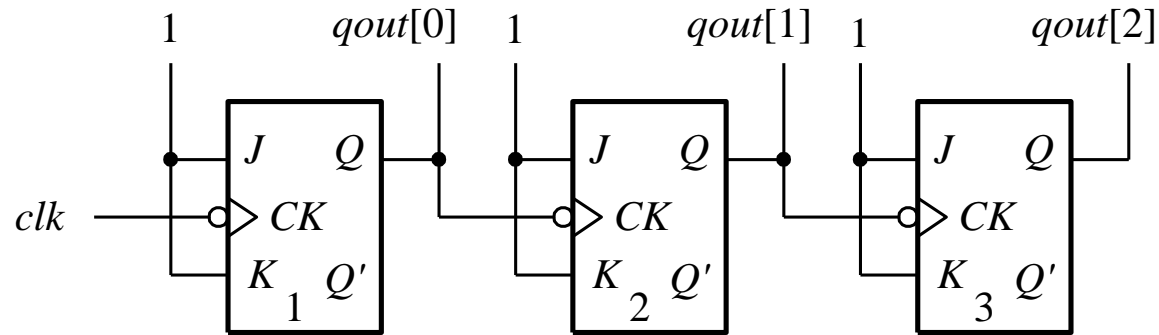 1 qout[0] 1 qout[1] 1 qout[2]
J Q J Q J Q
clk CK CK CK
K 1 Q' K 2 Q' K 3 Q'